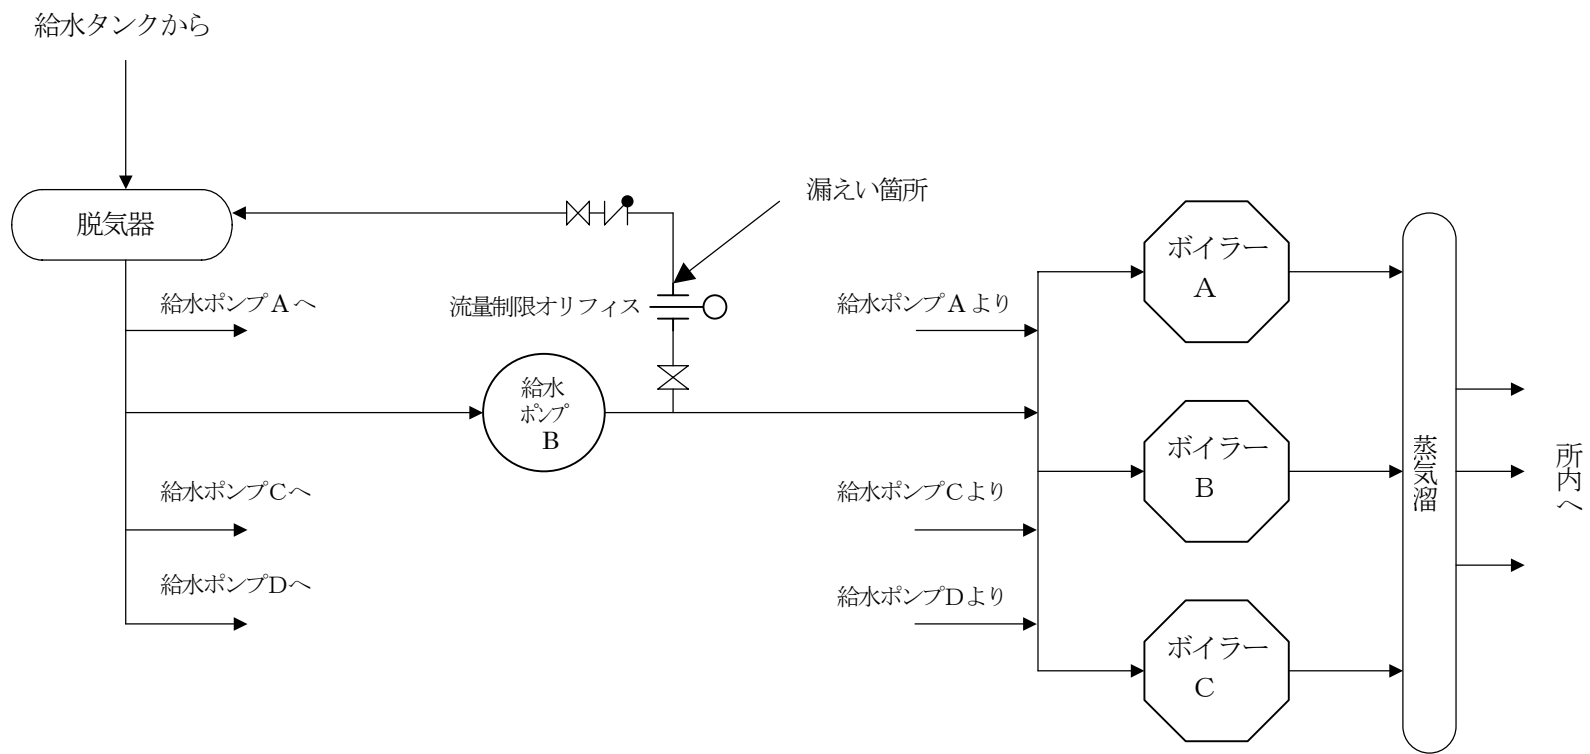 給水タンクから
漏えい箇所
脱気器
ボイラー
A
給水ポンプAへ
流量制限オリフィス
給水ポンプAより
給水
ポンプ
B
ボイラー
B
蒸気溜
所内へ
給水ポンプCへ
給水ポンプCより
給水ポンプDへ
給水ポンプDより
ボイラー
C